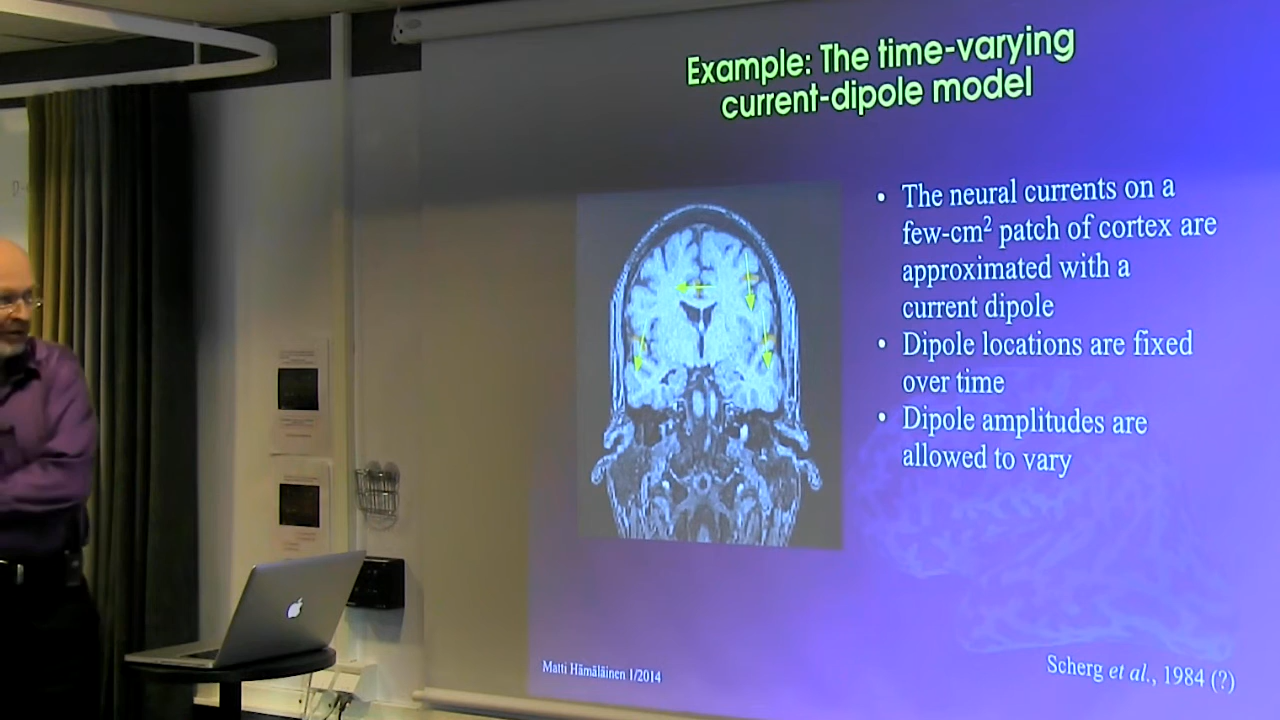 Example: The time-varying
current-dipole model
• The neural currents on a
few-cm² patch of cortex are
approximated with a
current dipole
• Dipole locations are fixed
over time
• Dipole amplitudes are
allowed to vary
Matti Hämäläinen 1/2014
Scherg et al., 1984 (?)